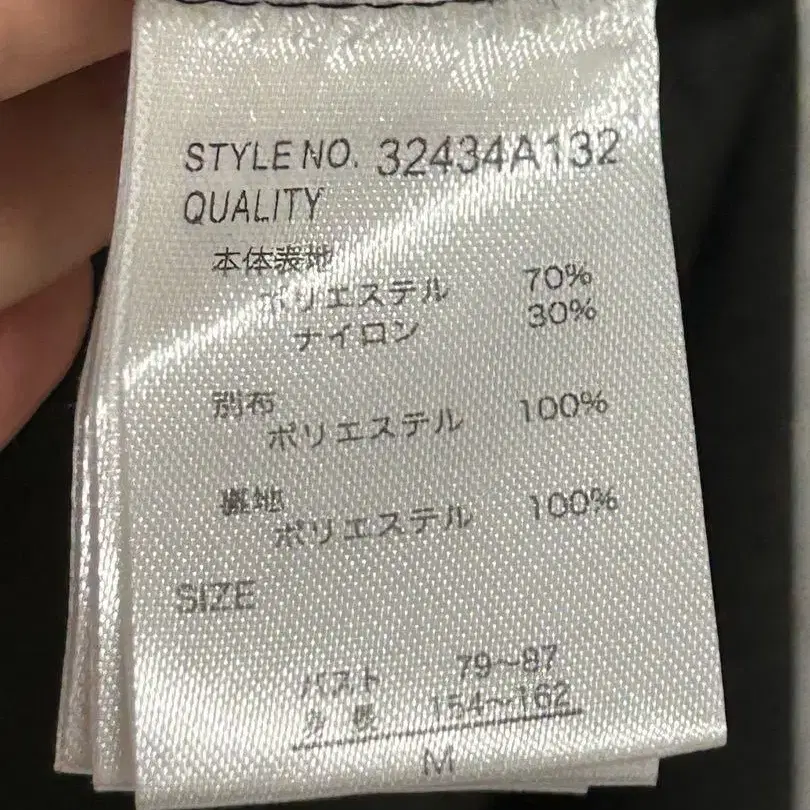 STYLE NO. 32434A132
QUALITY
本体表地
ポリエステル 70%
ナイロン 30%
別布
ポリエステル 100%
裏地
ポリエステル 100%
SIZE
バスト 79~87
身長 154~162
M